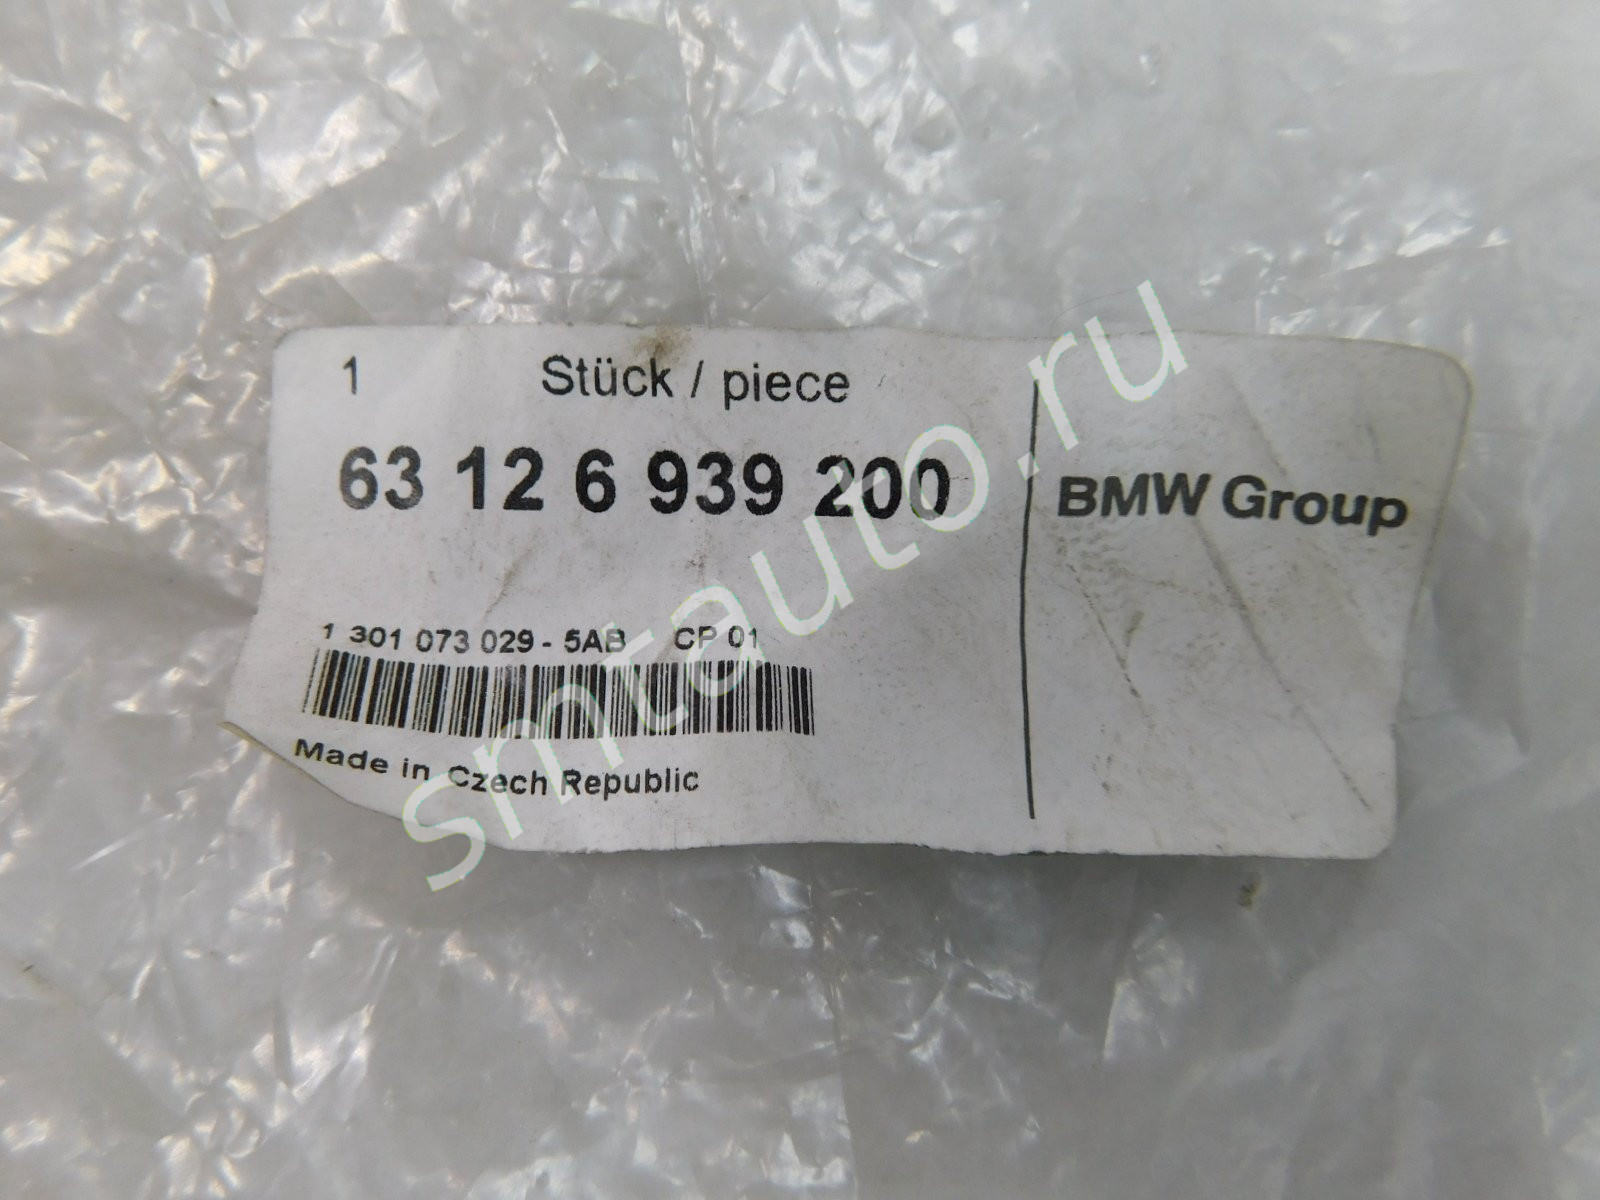 1 Stück / piece
63 12 6 939 200
BMW Group
1 301 073 029 - 5AB CP 01
Made in Czech Republic
smtauto.ru